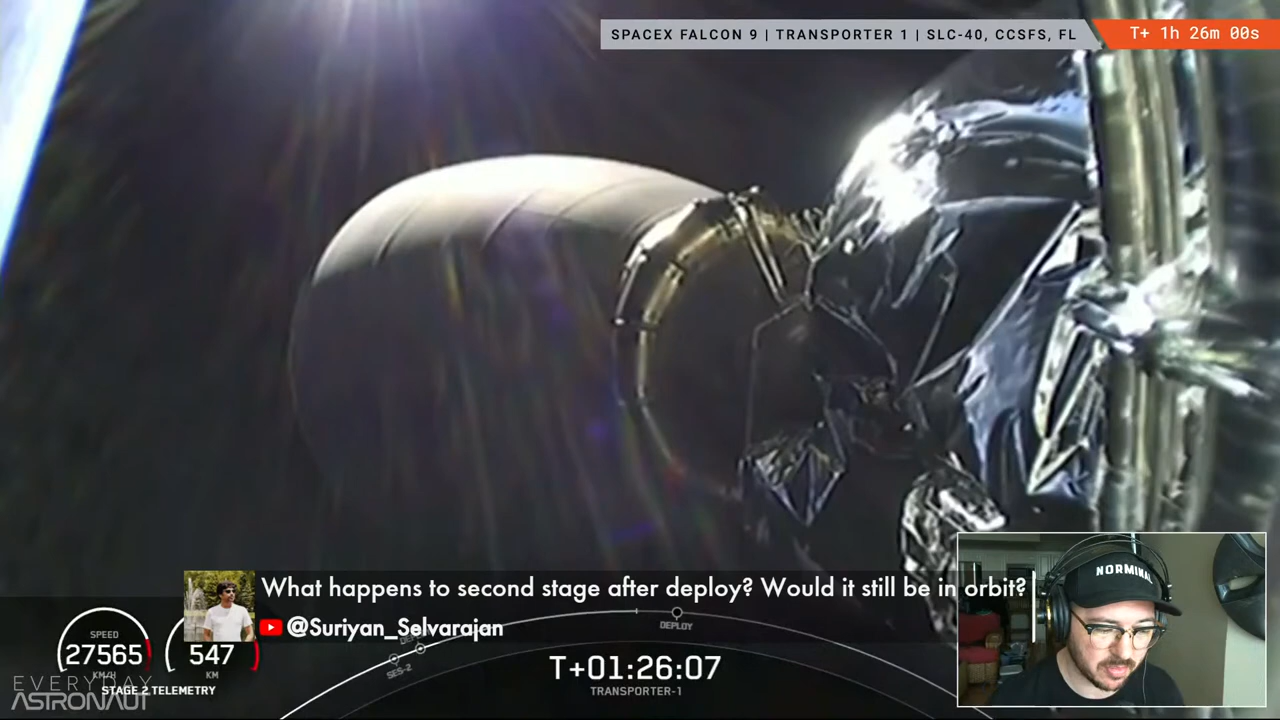 SPACEX FALCON 9 | TRANSPORTER 1 | SLC-40, CCSFS, FL
T+ 1h 26m 00s
NORMINAL
What happens to second stage after deploy? Would it still be in orbit?
@Suriyan_Selvarajan
SPEED
27565
KM/H
547
KM
STAGE 2 TELEMETRY
EVERYDAY
ASTRONAUT
SES-2
DEPLOY
T+01:26:07
TRANSPORTER-1